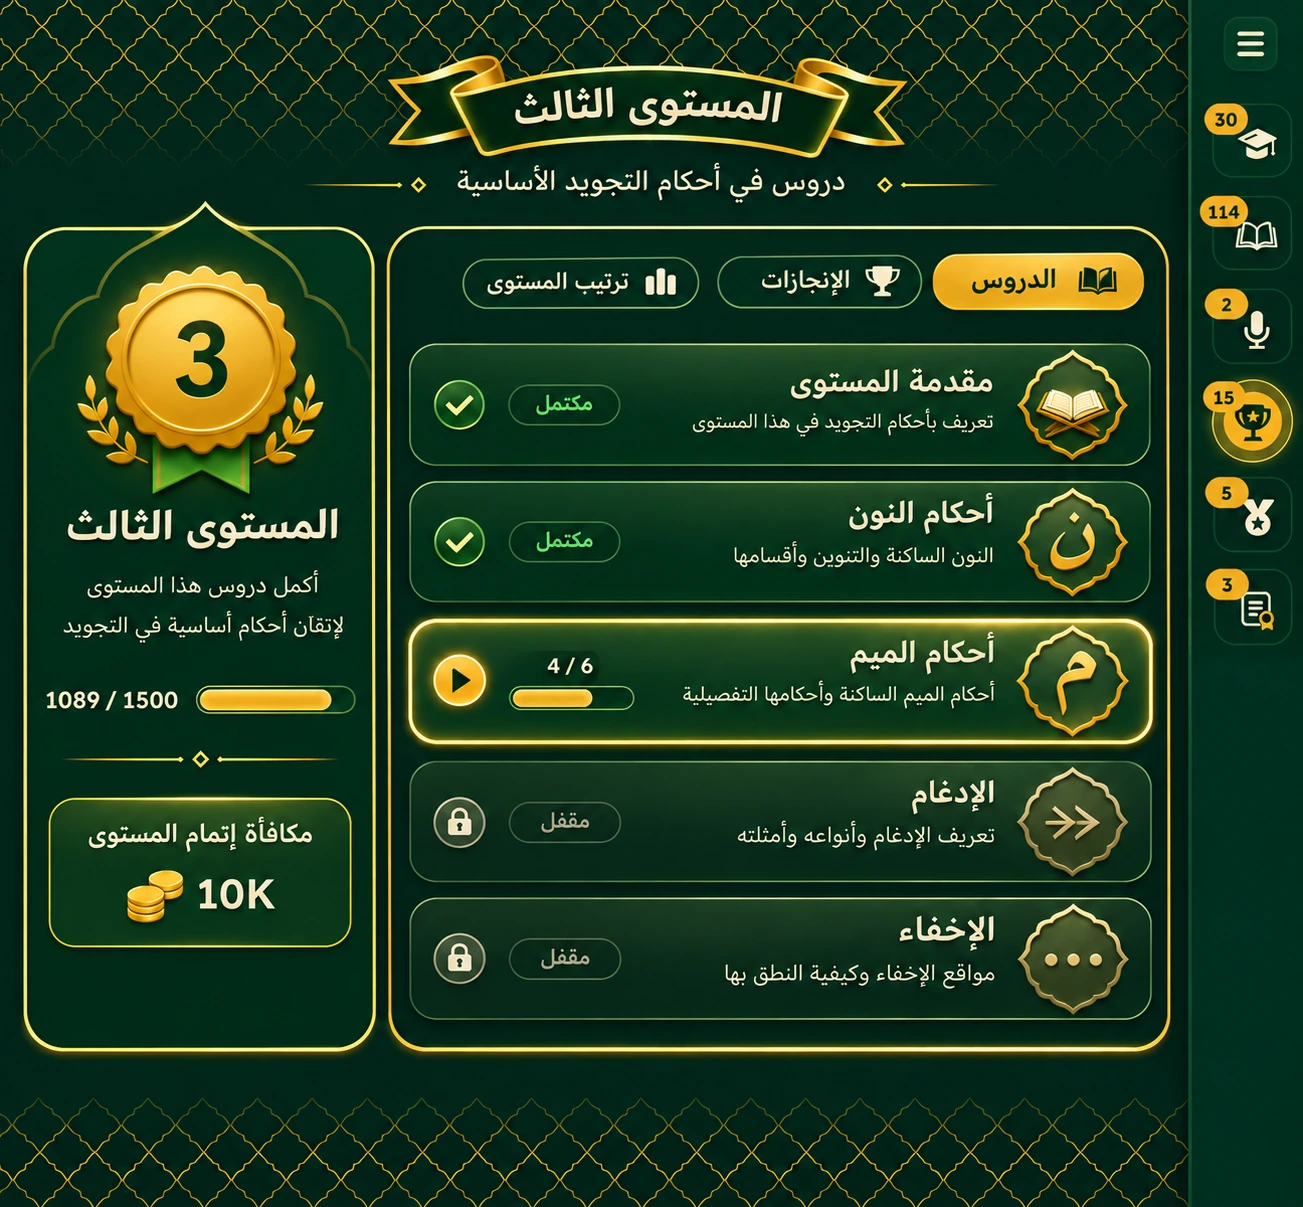 المستوى الثالث
دروس في أحكام التجويد الأساسية
30
114
2
15
5
3
الدروس
الإنجازات
ترتيب المستوى
مقدمة المستوى
تعريف بأحكام التجويد في هذا المستوى
مكتمل
ن
أحكام النون
النون الساكنة والتنوين وأقسامها
مكتمل
م
أحكام الميم
أحكام الميم الساكنة وأحكامها التفصيلية
4 / 6
الإدغام
تعريف الإدغام وأنواعه وأمثلته
مقفل
الإخفاء
مواقع الإخفاء وكيفية النطق بها
مقفل
3
المستوى الثالث
أكمل دروس هذا المستوى
لإتقان أحكام أساسية في التجويد
1089 / 1500
مكافأة إتمام المستوى
10K